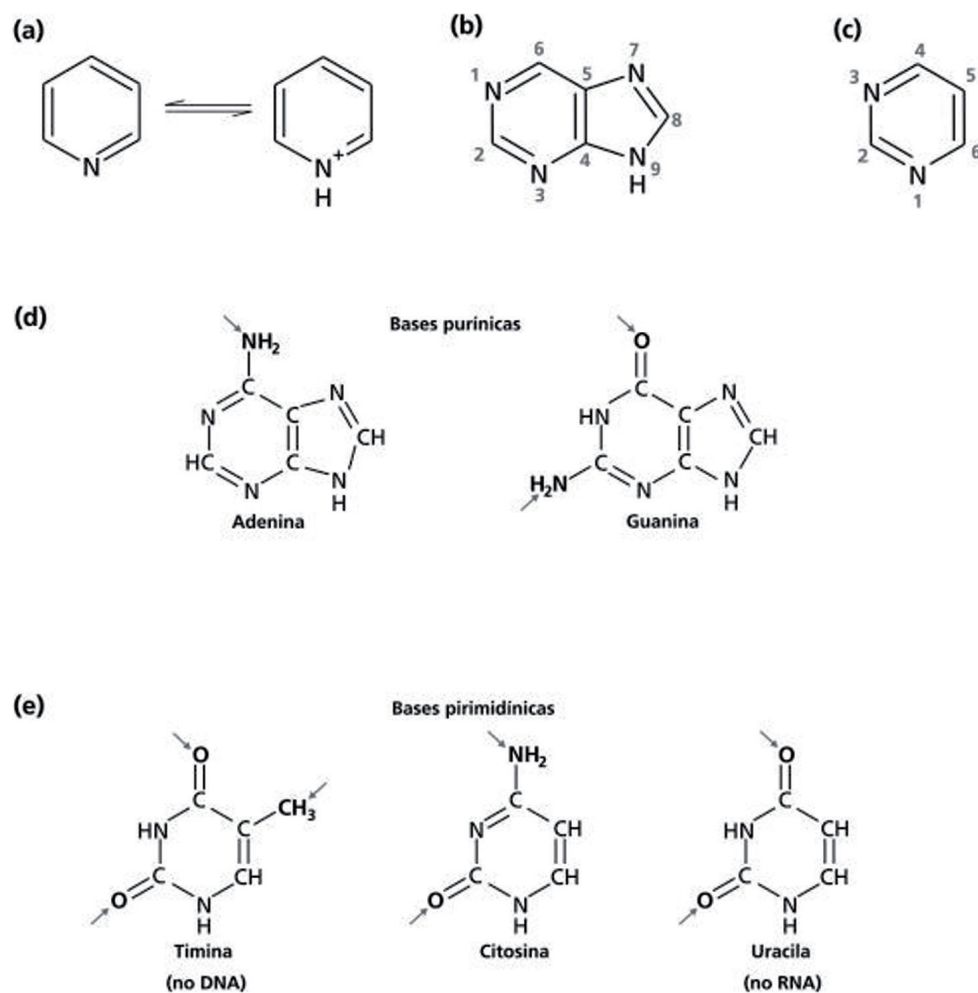 (a)
N
N+
H
(b)
1
2
3
4
5
6
7
8
9
N
N
N
N
H
(c)
1
2
3
4
5
6
N
N
(d)
Bases purínicas
NH2
C
N
C
N
HC
C
CH
N
N
H
Adenina
O
C
HN
C
N
C
C
CH
H2N
N
N
H
Guanina
(e)
Bases pirimidínicas
O
C
CH3
HN
C
C
CH
O
N
H
Timina
(no DNA)
NH2
C
N
CH
C
CH
O
N
H
Citosina
O
C
HN
CH
C
CH
O
N
H
Uracila
(no RNA)